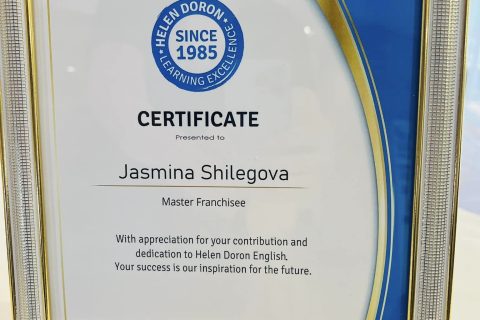 HELEN DORON
SINCE
1985
LEARNING EXCELLENCE
CERTIFICATE
Presented to
Jasmina Shilegova
Master Franchisee
With appreciation for your contribution and
dedication to Helen Doron English.
Your success is our inspiration for the future.